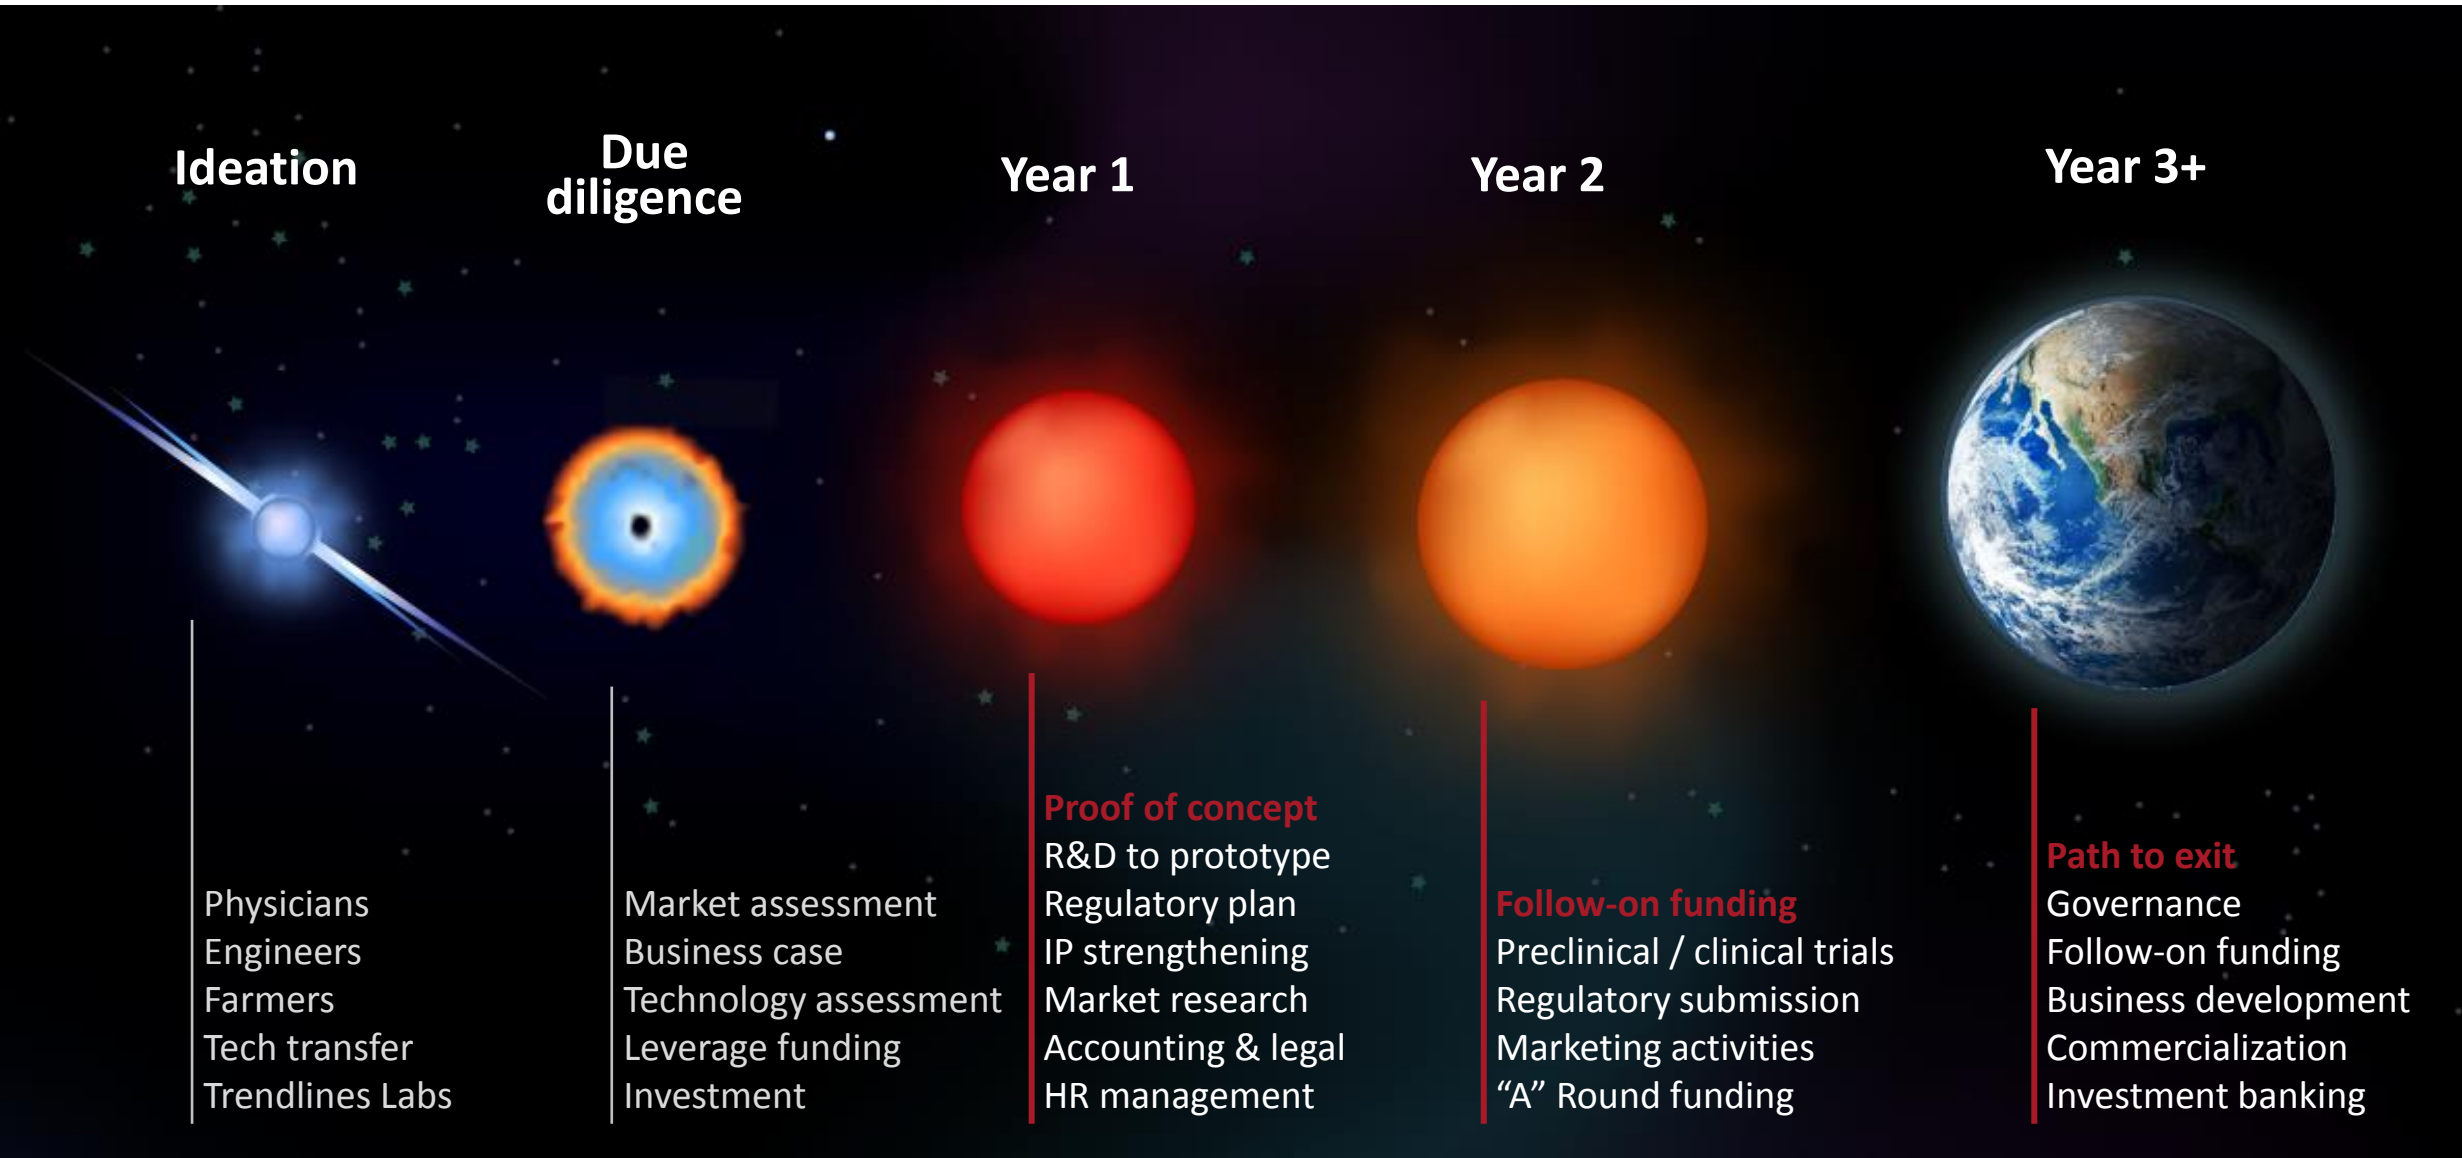 Ideation
Due
diligence
Year 1
Year 2
Year 3+
Physicians
Engineers
Farmers
Tech transfer
Trendlines Labs
Market assessment
Business case
Technology assessment
Leverage funding
Investment
Proof of concept
R&D to prototype
Regulatory plan
IP strengthening
Market research
Accounting & legal
HR management
Follow-on funding
Preclinical / clinical trials
Regulatory submission
Marketing activities
“A” Round funding
Path to exit
Governance
Follow-on funding
Business development
Commercialization
Investment banking